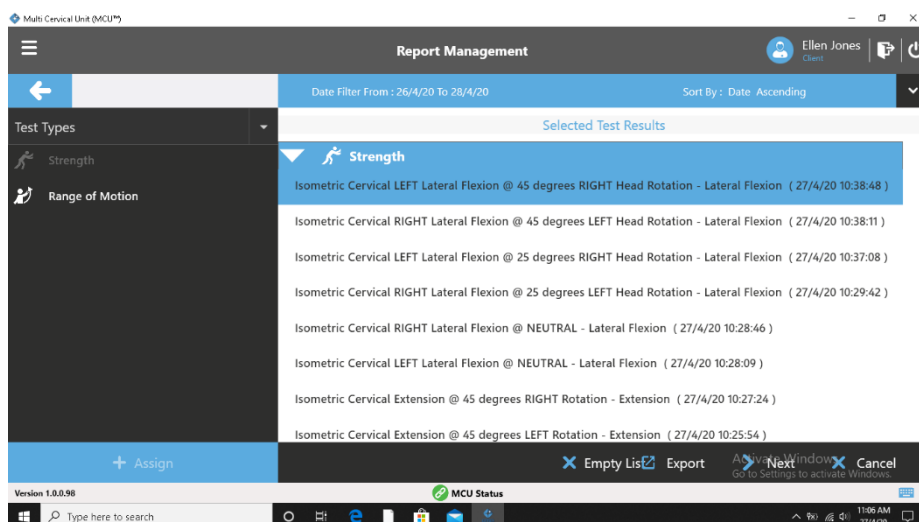 Multi Cervical Unit (MCU™)
Report Management
Ellen Jones
Client
Date Filter From : 26/4/20 To 28/4/20
Sort By : Date Ascending
Test Types
Selected Test Results
Strength
Strength
Range of Motion
Isometric Cervical LEFT Lateral Flexion @ 45 degrees RIGHT Head Rotation - Lateral Flexion ( 27/4/20 10:38:48 )
Isometric Cervical RIGHT Lateral Flexion @ 45 degrees LEFT Head Rotation - Lateral Flexion ( 27/4/20 10:38:11 )
Isometric Cervical LEFT Lateral Flexion @ 25 degrees RIGHT Head Rotation - Lateral Flexion ( 27/4/20 10:37:08 )
Isometric Cervical RIGHT Lateral Flexion @ 25 degrees LEFT Head Rotation - Lateral Flexion ( 27/4/20 10:29:42 )
Isometric Cervical RIGHT Lateral Flexion @ NEUTRAL - Lateral Flexion ( 27/4/20 10:28:46 )
Isometric Cervical LEFT Lateral Flexion @ NEUTRAL - Lateral Flexion ( 27/4/20 10:28:09 )
Isometric Cervical Extension @ 45 degrees RIGHT Rotation - Extension ( 27/4/20 10:27:24 )
Isometric Cervical Extension @ 45 degrees LEFT Rotation - Extension ( 27/4/20 10:25:54 )
+ Assign
Empty List
Export
Next
Cancel
Activate Windows
Go to Settings to activate Windows.
Version 1.0.0.98
MCU Status
Type here to search
11:06 AM
27/4/20